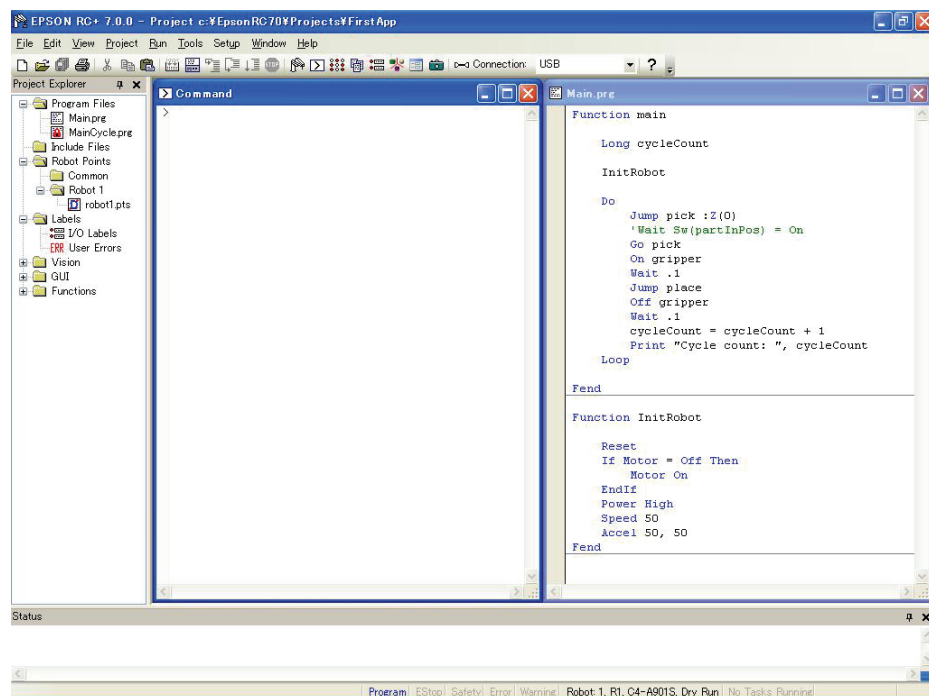 EPSON RC+ 7.0.0 - Project c:¥EpsonRC70¥Projects¥FirstApp
File Edit View Project Run Tools Setup Window Help
Connection: USB
Project Explorer
Program Files
Main.prg
MainCycle.prg
Include Files
Robot Points
Common
Robot 1
robot1.pts
Labels
I/O Labels
ERR User Errors
Vision
GUI
Functions
Command
>
Main.prg
Function main
Long cycleCount
InitRobot
Do
Jump pick :Z(0)
'Wait Sw(partInPos) = On
Go pick
On gripper
Wait .1
Jump place
Off gripper
Wait .1
cycleCount = cycleCount + 1
Print "Cycle count: ", cycleCount
Loop
Fend
Function InitRobot
Reset
If Motor = Off Then
Motor On
EndIf
Power High
Speed 50
Accel 50, 50
Fend
Status
Program EStop Safety Error Warning Robot: 1, R1, C4-A901S, Dry Run No Tasks Running